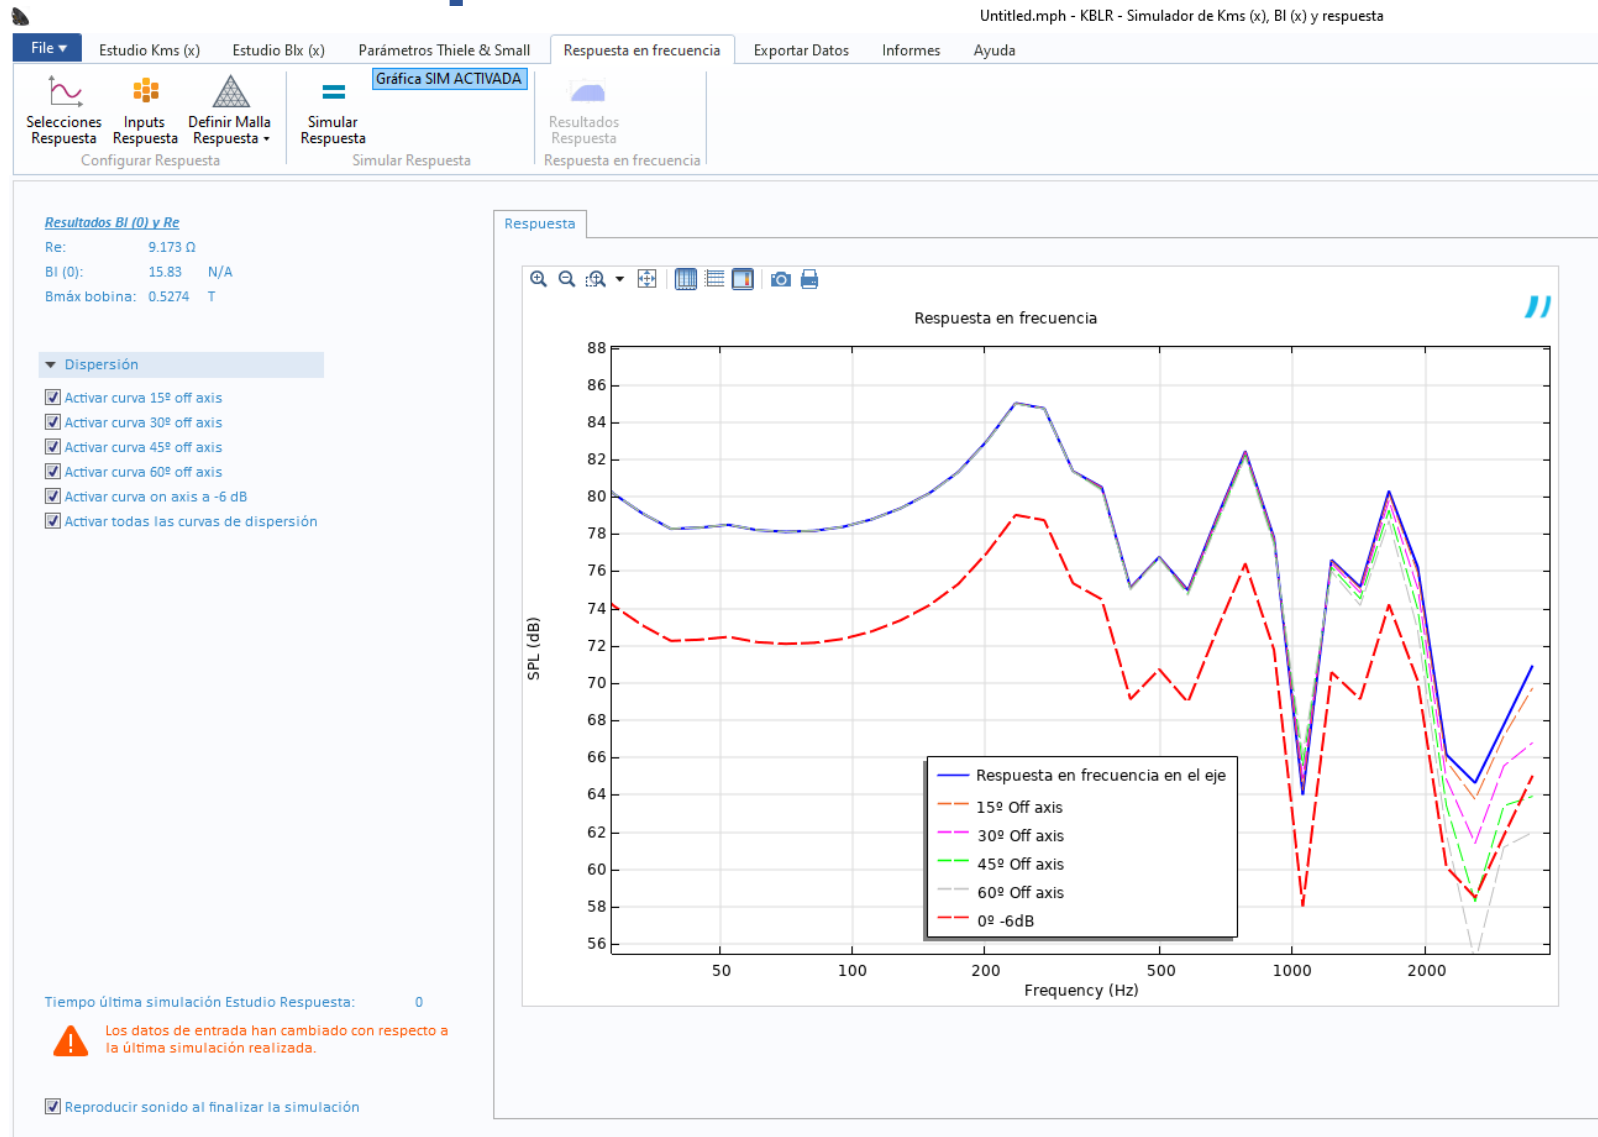 Untitled.mph - KBLR - Simulador de Kms (x), Bl (x) y respuesta
File ▾ Estudio Kms (x) Estudio Blx (x) Parámetros Thiele & Small Respuesta en frecuencia Exportar Datos Informes Ayuda
Gráfica SIM ACTIVADA
Selecciones Inputs Definir Malla Simular Resultados
Respuesta Respuesta Respuesta ▾ Respuesta Respuesta
Configurar Respuesta Simular Respuesta Respuesta en frecuencia
Resultados Bl (0) y Re
Re: 9.173 Ω
Bl (0): 15.83 N/A
Bmáx bobina: 0.5274 T
Dispersión
Activar curva 15º off axis
Activar curva 30º off axis
Activar curva 45º off axis
Activar curva 60º off axis
Activar curva on axis a -6 dB
Activar todas las curvas de dispersión
Tiempo última simulación Estudio Respuesta: 0
Los datos de entrada han cambiado con respecto a
la última simulación realizada.
Reproducir sonido al finalizar la simulación
Respuesta
Respuesta en frecuencia
88
86
84
82
80
78
76
74
72
70
68
66
64
62
60
58
56
SPL (dB)
Respuesta en frecuencia en el eje
15º Off axis
30º Off axis
45º Off axis
60º Off axis
0º -6dB
50 100 200 500 1000 2000
Frequency (Hz)